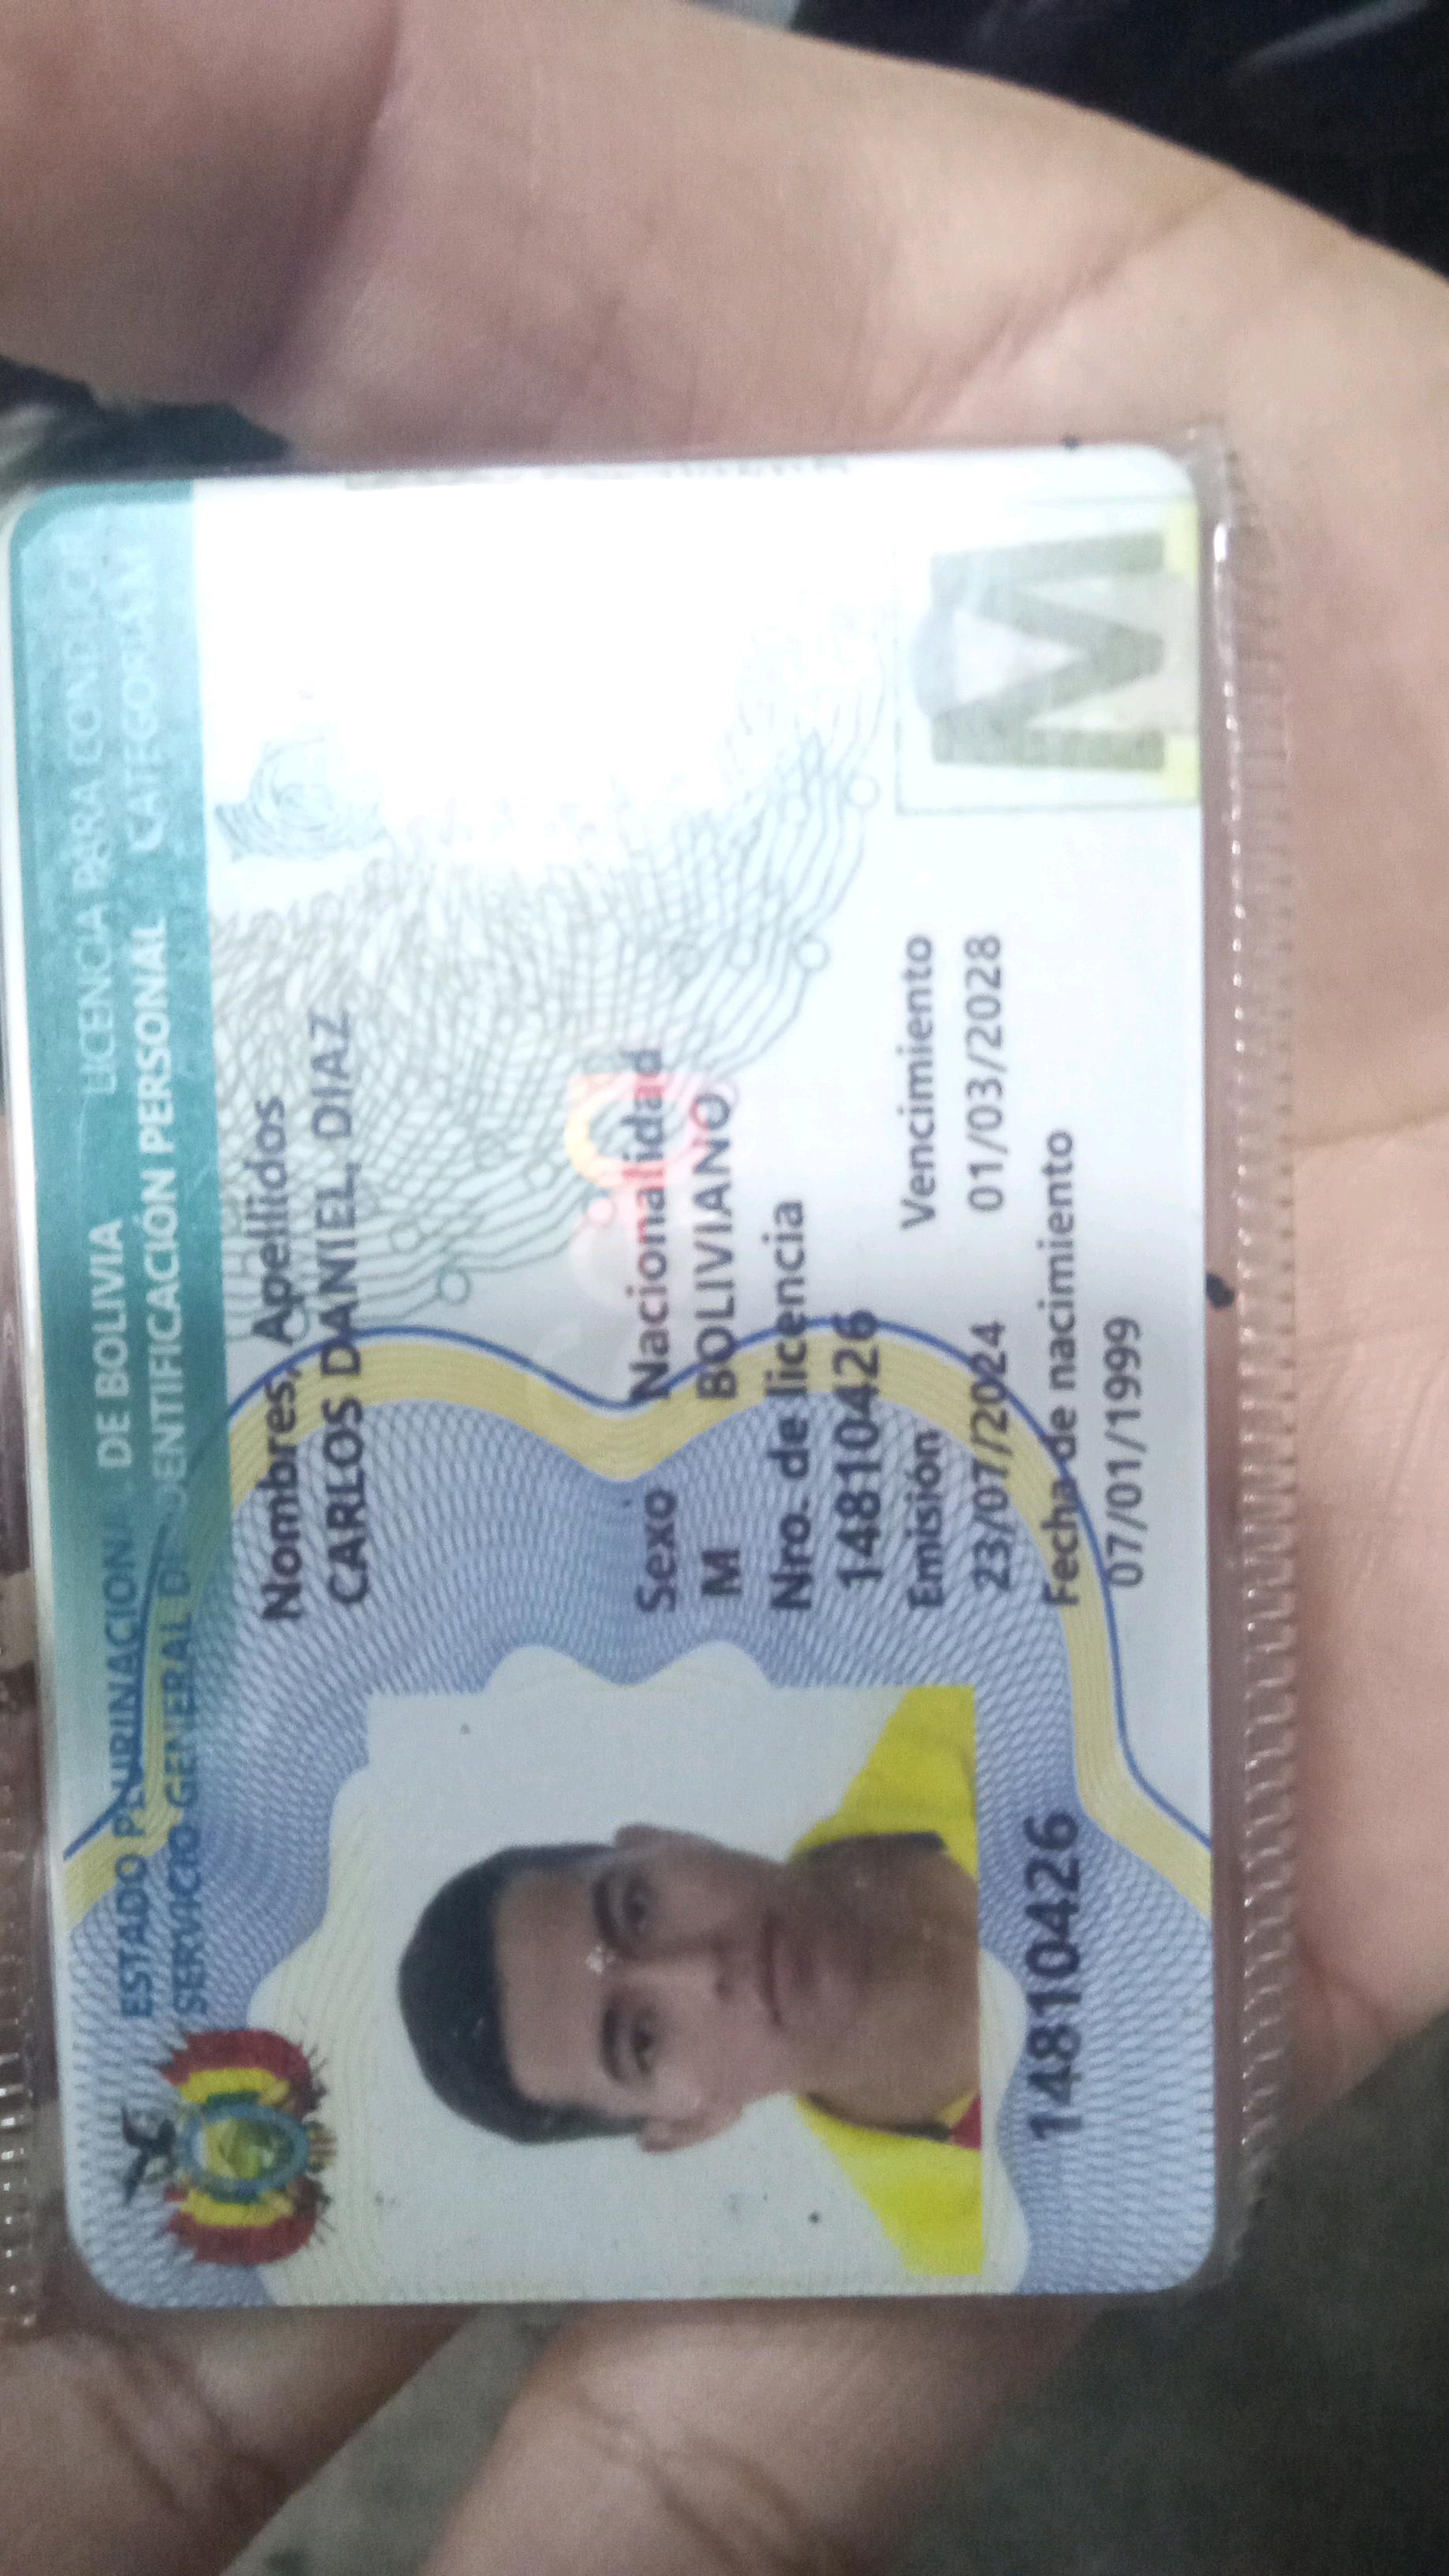 ESTADO PLURINACIONAL DE BOLIVIA LICENCIA PARA CONDUCIR
SERVICIO GENERAL DE IDENTIFICACIÓN PERSONAL CATEGORÍA M
Nombres, Apellidos
CARLOS DANIEL DIAZ
Sexo Nacionalidad
M BOLIVIANO
Nro. de licencia
14810426
Emisión Vencimiento
23/07/2024 01/03/2028
Fecha de nacimiento
07/01/1999
14810426
M